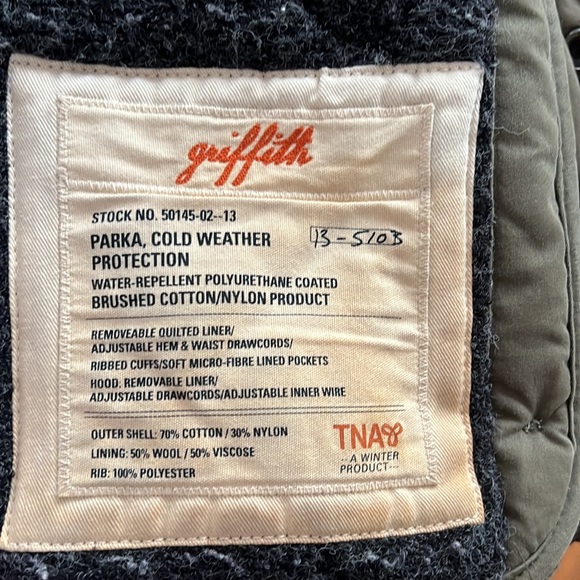 griffith
STOCK NO. 50145-02--13
PARKA, COLD WEATHER
13-5103
PROTECTION
WATER-REPELLENT POLYURETHANE COATED
BRUSHED COTTON/NYLON PRODUCT
REMOVEABLE QUILTED LINER/
ADJUSTABLE HEM & WAIST DRAWCORDS/
RIBBED CUFFS/SOFT MICRO-FIBRE LINED POCKETS
HOOD: REMOVABLE LINER/
ADJUSTABLE DRAWCORDS/ADJUSTABLE INNER WIRE
OUTER SHELL: 70% COTTON / 30% NYLON
LINING: 50% WOOL / 50% VISCOSE
RIB: 100% POLYESTER
TNA
-- A WINTER
PRODUCT---